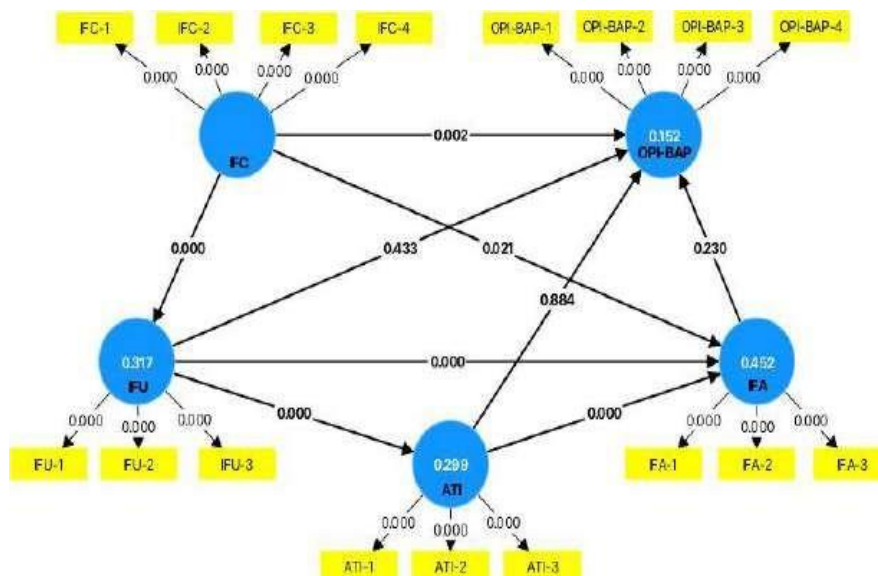 IFC-1
IFC-2
IFC-3
IFC-4
OPI-BAP-1
OPI-BAP-2
OPI-BAP-3
OPI-BAP-4
0.000
0.000
0.000
0.000
0.000
0.000
0.000
0.000
IFC
0.002
0.152
OPI-BAP
0.000
0.433
0.021
0.230
0.884
0.317
IFU
0.000
0.452
IFA
0.000
0.000
0.000
0.000
0.000
0.000
0.000
0.000
IFU-1
IFU-2
IFU-3
0.299
ATI
IFA-1
IFA-2
IFA-3
0.000
0.000
0.000
ATI-1
ATI-2
ATI-3